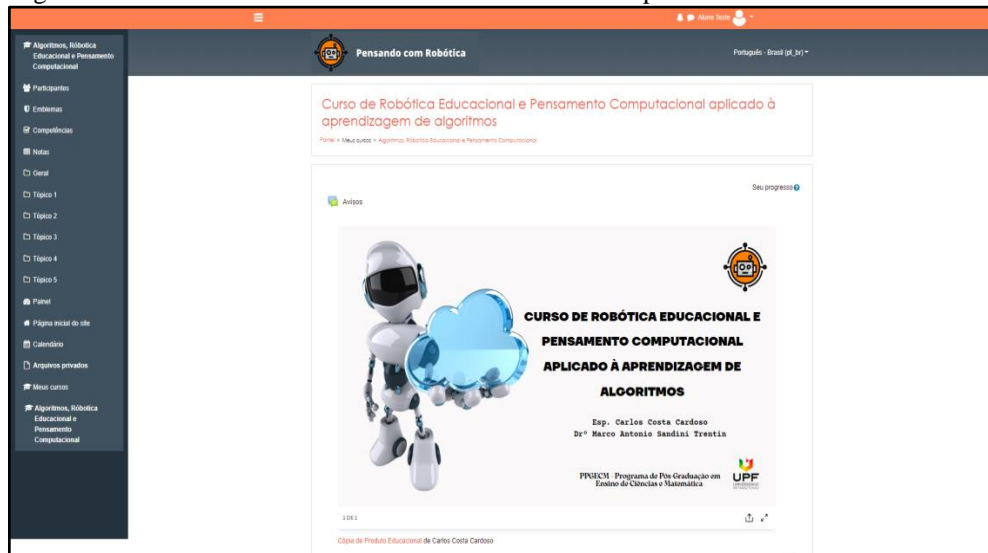 Aluno Teste
Algoritmos, Róbotica
Educacional e Pensamento
Computacional
Participantes
Emblemas
Competências
Notas
Geral
Tópico 1
Tópico 2
Tópico 3
Tópico 4
Tópico 5
Painel
Página inicial do site
Calendário
Arquivos privados
Meus cursos
Algoritmos, Róbotica
Educacional e
Pensamento
Computacional
Pensando com Robótica
Português - Brasil (pt_br)
Curso de Robótica Educacional e Pensamento Computacional aplicado à
aprendizagem de algoritmos
Painel > Meus cursos > Algoritmos, Róbotica Educacional e Pensamento Computacional
Seu progresso
Avisos
CURSO DE ROBÓTICA EDUCACIONAL E
PENSAMENTO COMPUTACIONAL
APLICADO À APRENDIZAGEM DE
ALGORITMOS
Esp. Carlos Costa Cardoso
Drº Marco Antonio Sandini Trentin
PPGECM - Programa de Pós-Graduação em
Ensino de Ciências e Matemática
UPF
1 DE 1
Cópia de Produto Educacional de Carlos Costa Cardoso